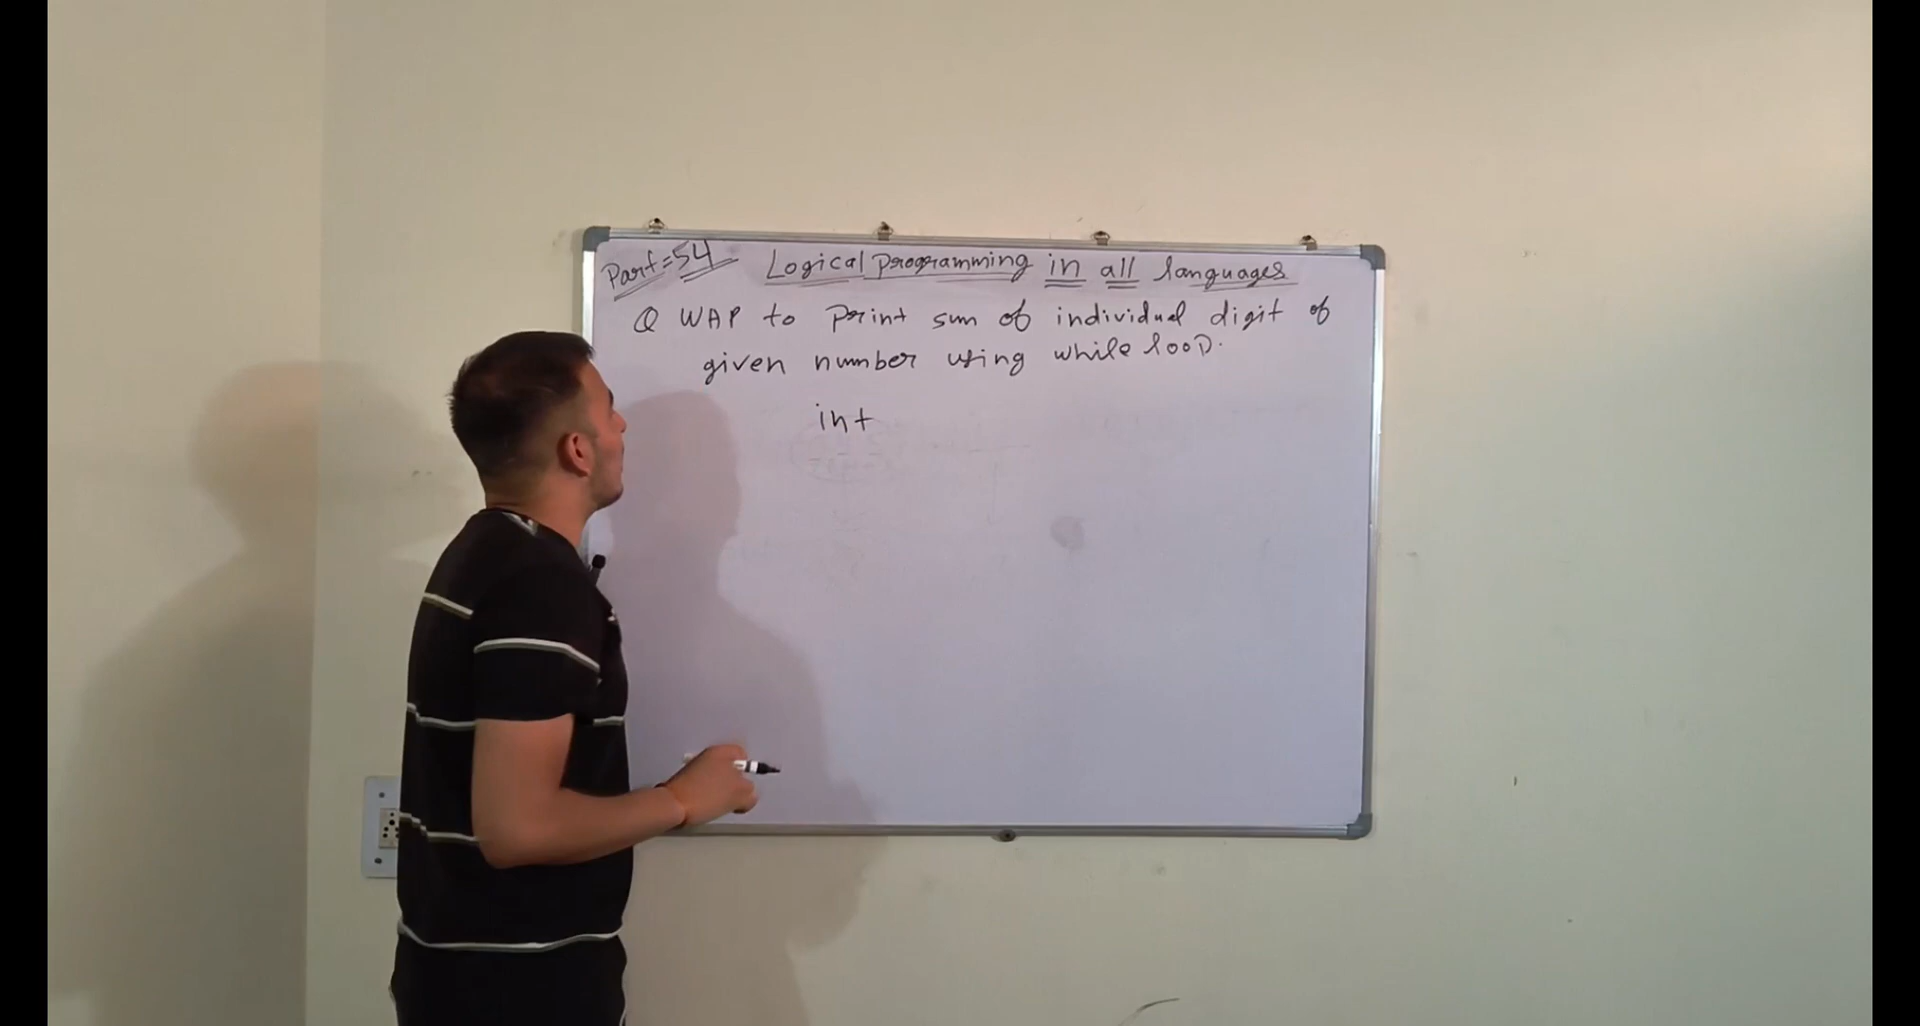 Part=54 Logical programming in all languages
Q WAP to print sum of individual digit of
given number using while loop.
int